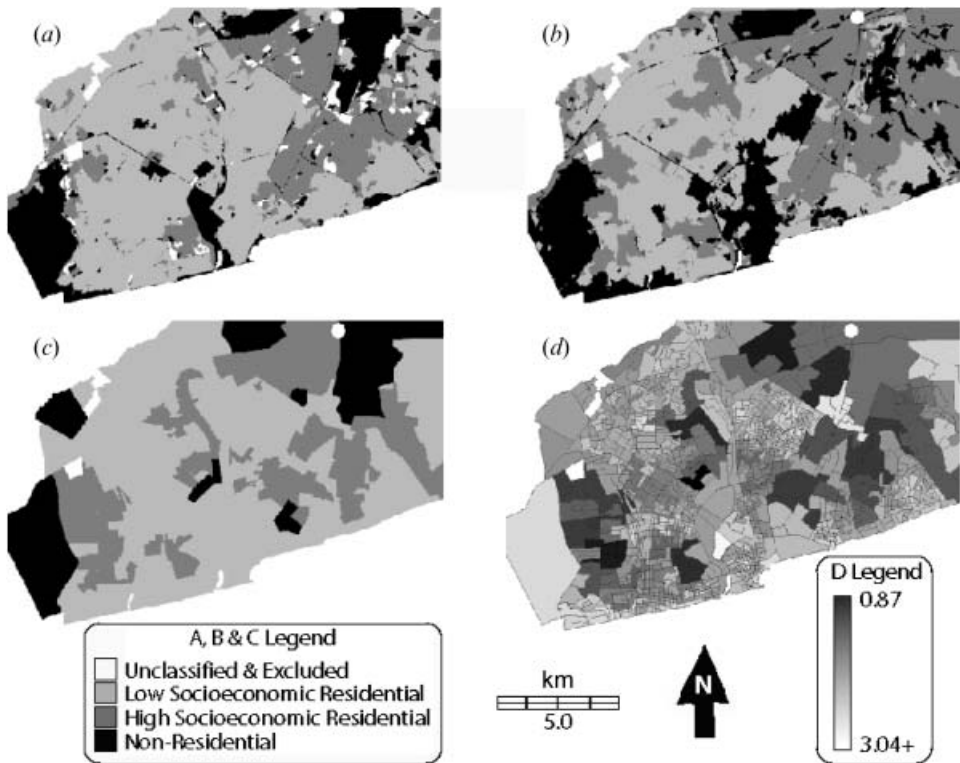 (a)
(b)
(c)
(d)
A, B & C Legend
Unclassified & Excluded
Low Socioeconomic Residential
High Socioeconomic Residential
Non-Residential
km
5.0
N
D Legend
0.87
3.04+